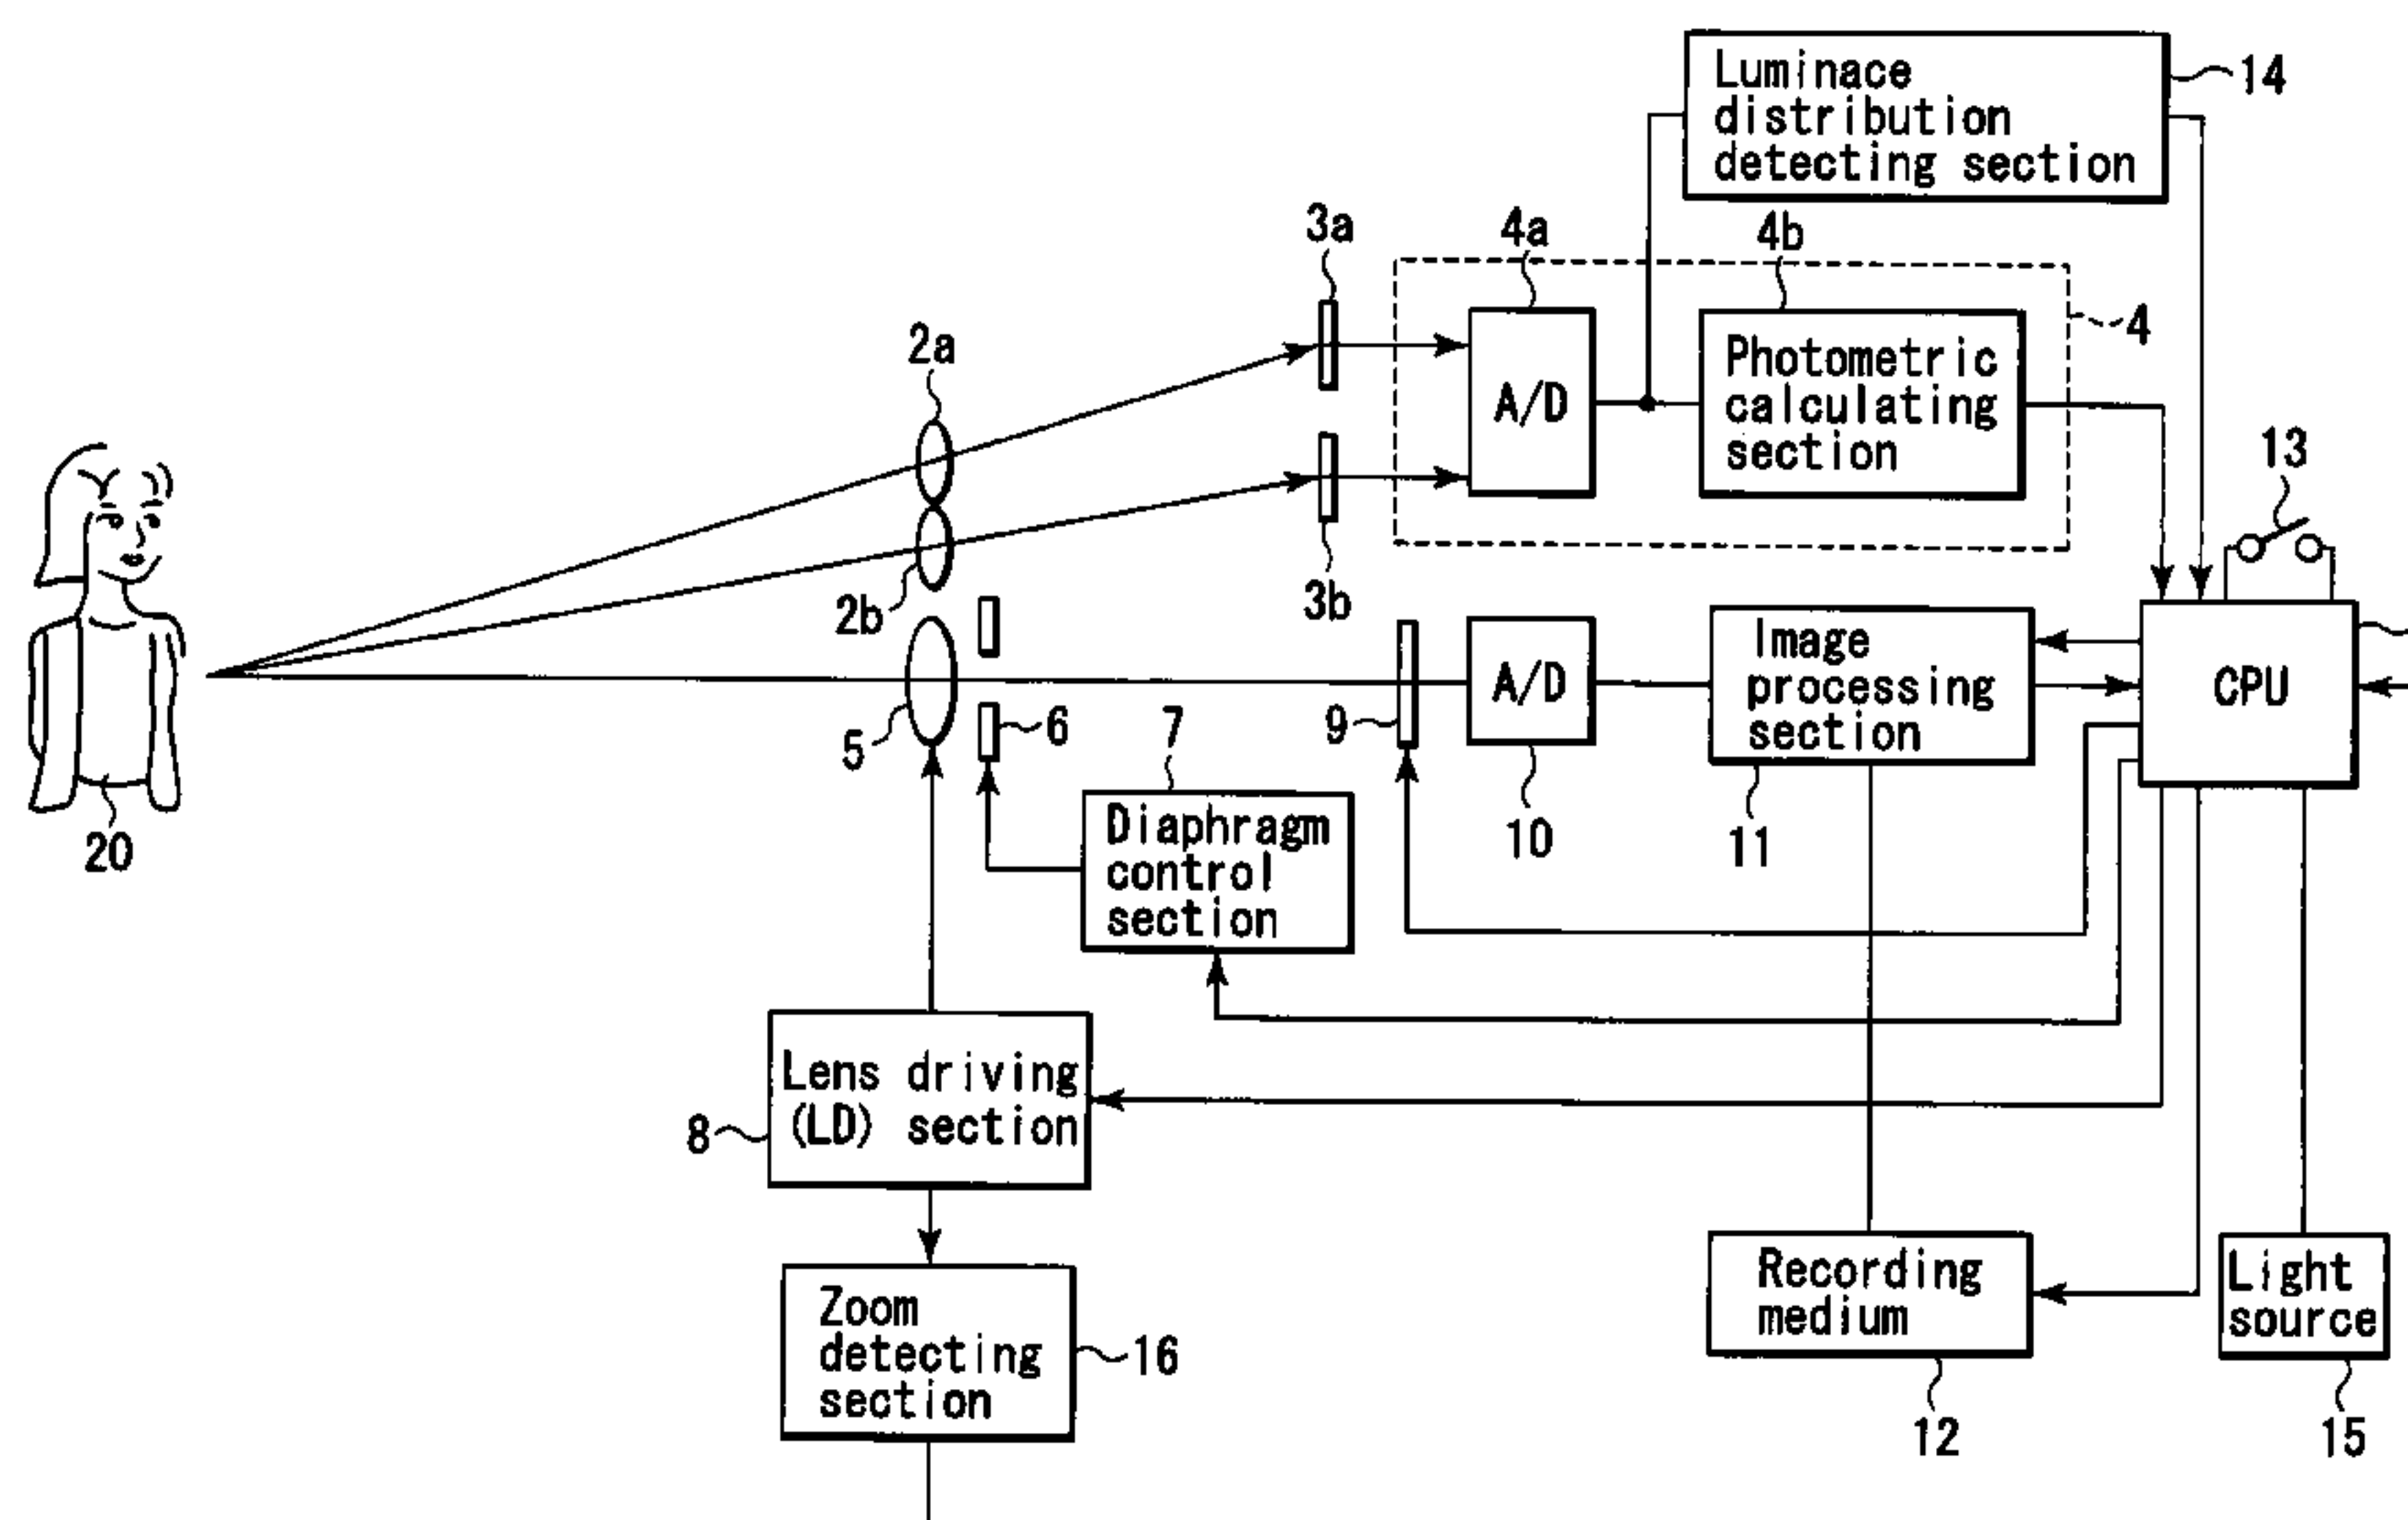 Luminace
distribution
detecting section
14
3a
4a
4b
4
2a
A/D
Photometric
calculating
section
13
2b
3b
Image
processing
section
CPU
A/D
5
6
7
9
10
11
20
Diaphragm
control
section
Lens driving
(LD) section
8
Zoom
detecting
section
16
Recording
medium
12
Light
source
15